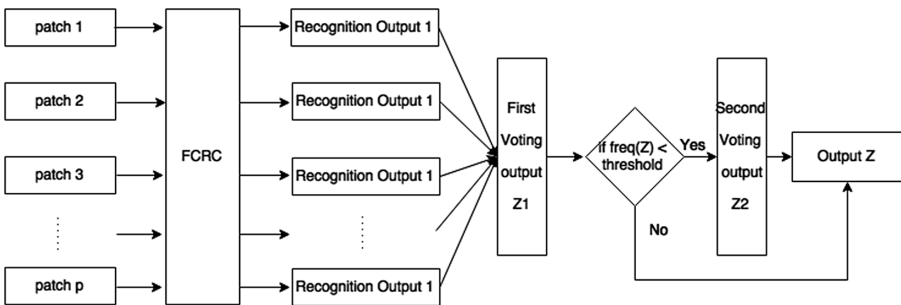 patch 1
patch 2
patch 3
patch p
FCRC
Recognition Output 1
Recognition Output 1
Recognition Output 1
Recognition Output 1
First
Voting
output
Z1
if freq(Z) <
threshold
Yes
No
Second
Voting
output
Z2
Output Z